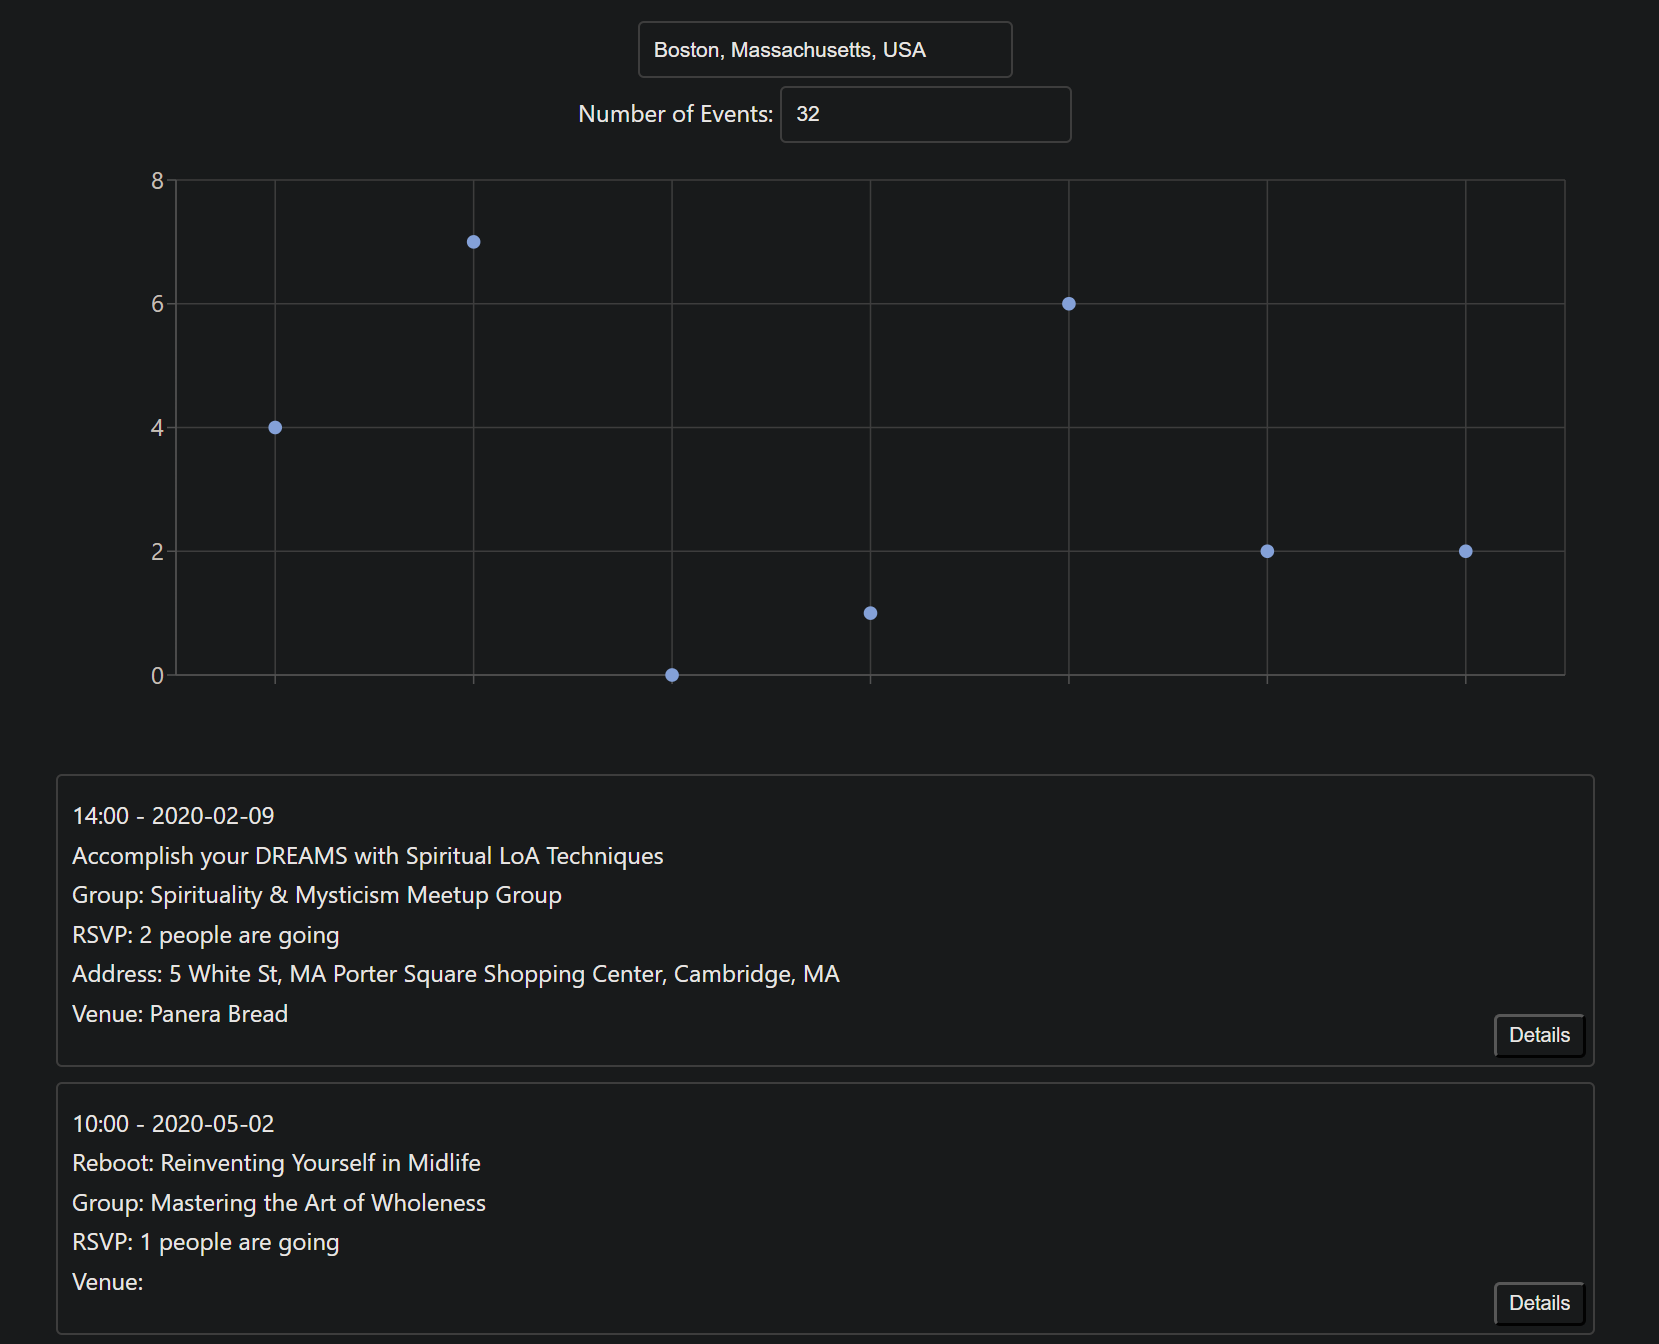 Boston, Massachusetts, USA
Number of Events: 32
8
6
4
2
0
14:00 - 2020-02-09
Accomplish your DREAMS with Spiritual LoA Techniques
Group: Spirituality & Mysticism Meetup Group
RSVP: 2 people are going
Address: 5 White St, MA Porter Square Shopping Center, Cambridge, MA
Venue: Panera Bread
Details
10:00 - 2020-05-02
Reboot: Reinventing Yourself in Midlife
Group: Mastering the Art of Wholeness
RSVP: 1 people are going
Venue:
Details